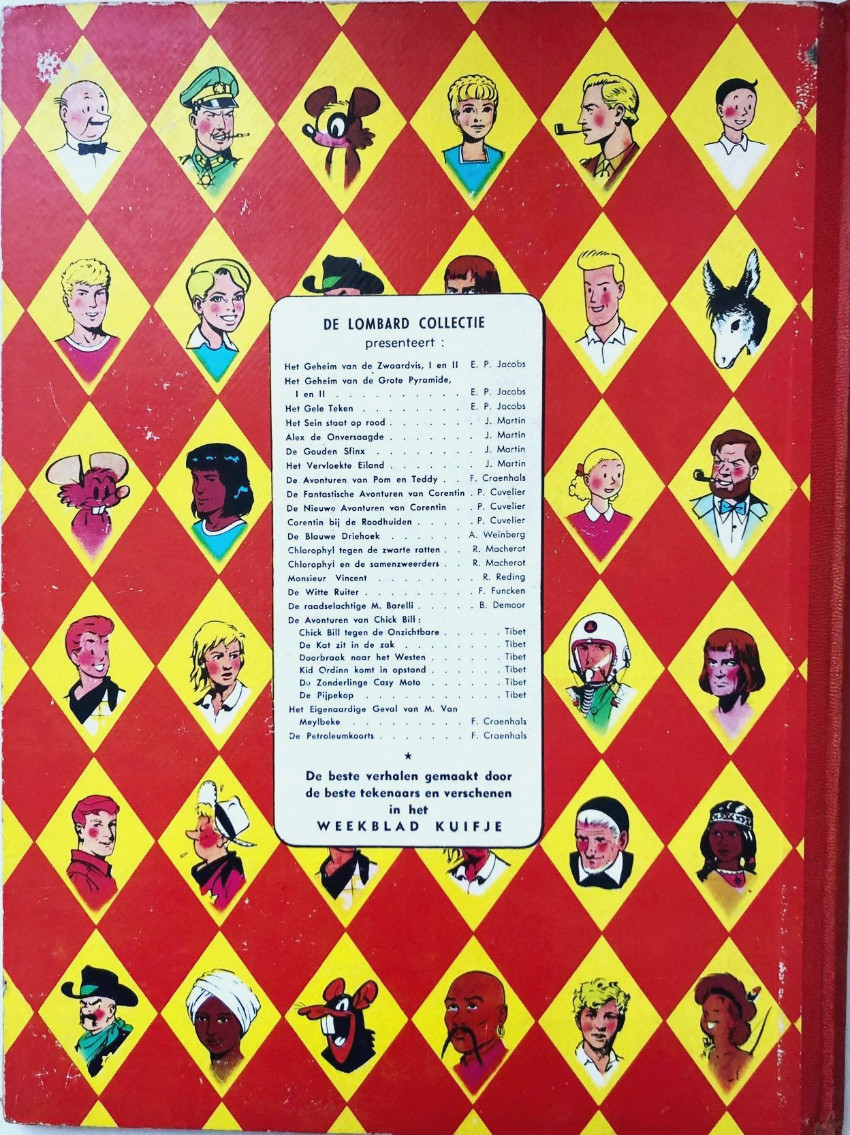 DE LOMBARD COLLECTIE
presenteert :
Het Geheim van de Zwaardvis, I en II E. P. Jacobs
Het Geheim van de Grote Pyramide,
I en II . . . . . . . . . . . E. P. Jacobs
Het Gele Teken . . . . . . . . . E. P. Jacobs
Het Sein staat op rood . . . . . . . . J. Martin
Alex de Onversaagde . . . . . . . . J. Martin
De Gouden Sfinx . . . . . . . . . . J. Martin
Het Vervloekte Eiland . . . . . . . . J. Martin
De Avonturen van Pom en Teddy . . F. Craenhals
De Fantastische Avonturen van Corentin . P. Cuvelier
De Nieuwe Avonturen van Corentin . P. Cuvelier
Corentin bij de Roodhuiden . . . . . P. Cuvelier
De Blauwe Driehoek . . . . . . . A. Weinberg
Chlorophyl tegen de zwarte ratten . . R. Macherot
Chlorophyl en de samenzweerders . . R. Macherot
Monsieur Vincent . . . . . . . . . R. Reding
De Witte Ruiter . . . . . . . . . F. Funcken
De raadselachtige M. Barelli . . . . . B. Demoor
De Avonturen van Chick Bill :
Chick Bill tegen de Onzichtbare . . . . . Tibet
De Kat zit in de zak . . . . . . . . Tibet
Doorbraak naar het Westen . . . . . . Tibet
Kid Ordinn komt in opstand . . . . . . Tibet
De Zonderlinge Casy Moto . . . . . . Tibet
De Pijpekop . . . . . . . . . . Tibet
Het Eigenaardige Geval van M. Van
Meylbeke . . . . . . . . . . F. Craenhals
De Petroleumkoorts . . . . . . . F. Craenhals
★
De beste verhalen gemaakt door
de beste tekenaars en verschenen
in het
WEEKBLAD KUIFJE